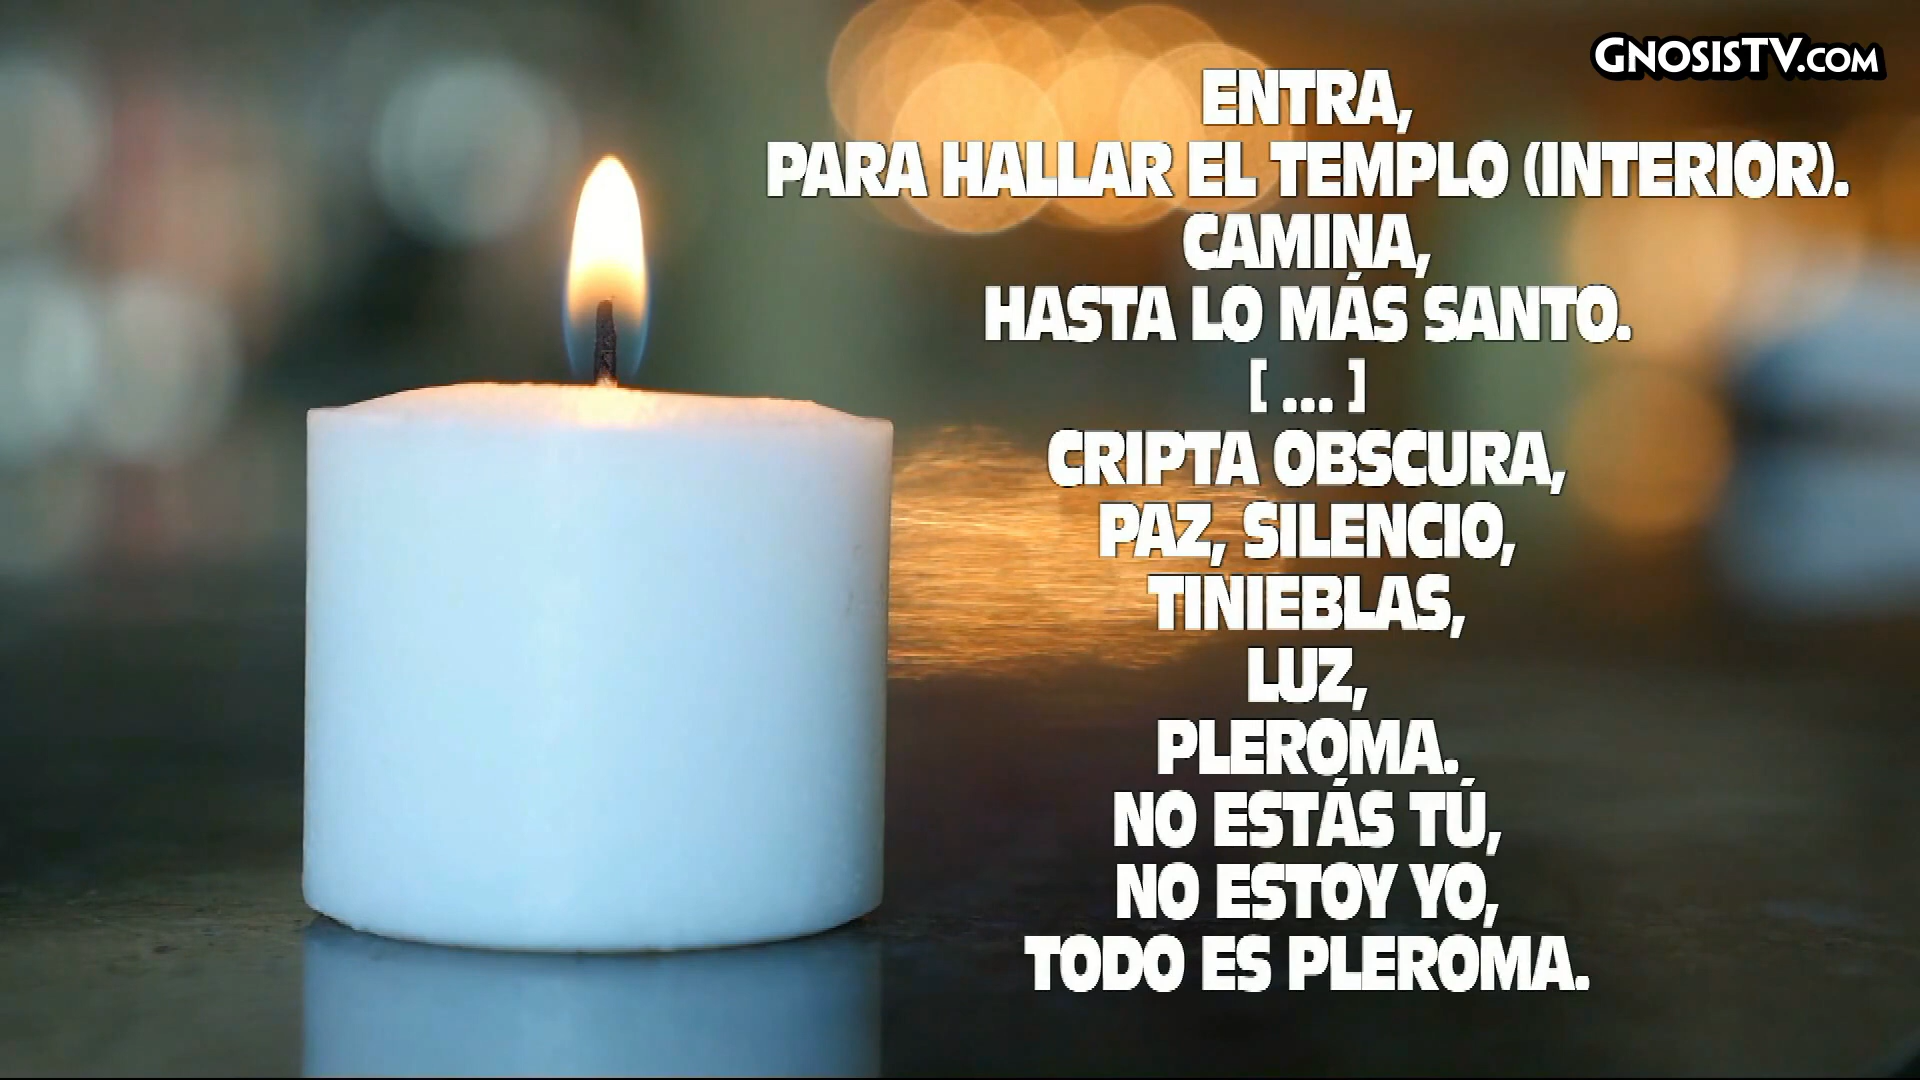 GNOSISTV.COM
ENTRA,
PARA HALLAR EL TEMPLO (INTERIOR).
CAMINA,
HASTA LO MÁS SANTO.
[ ... ]
CRIPTA OBSCURA,
PAZ, SILENCIO,
TINIEBLAS,
LUZ,
PLEROMA.
NO ESTÁS TÚ,
NO ESTOY YO,
TODO ES PLEROMA.